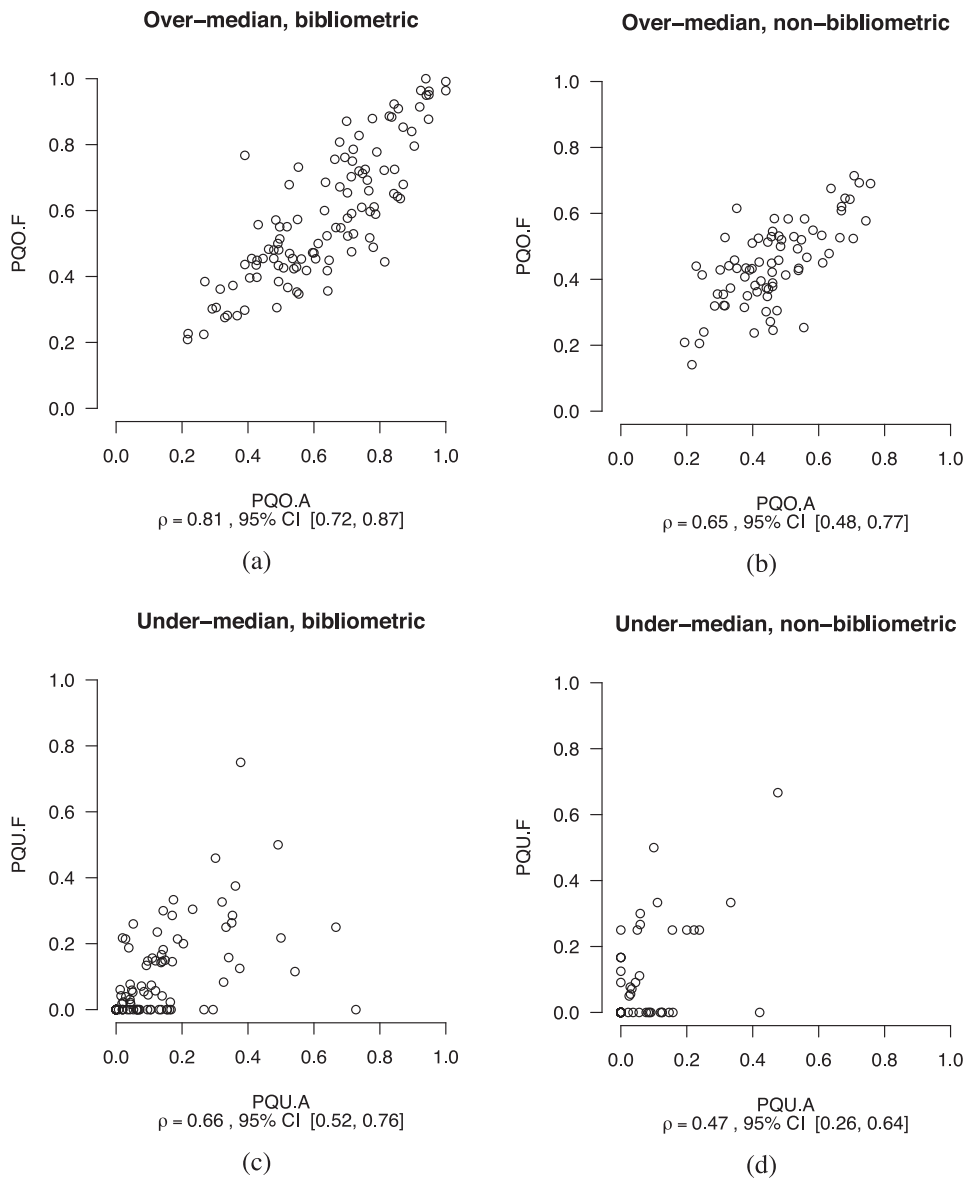 Over−median, bibliometric
1.0
0.8
0.6
0.4
0.2
0.0
PQO.F
0.0 0.2 0.4 0.6 0.8 1.0
PQO.A
ρ = 0.81 , 95% CI [0.72, 0.87]
(a)
Over−median, non−bibliometric
1.0
0.8
0.6
0.4
0.2
0.0
PQO.F
0.0 0.2 0.4 0.6 0.8 1.0
PQO.A
ρ = 0.65 , 95% CI [0.48, 0.77]
(b)
Under−median, bibliometric
1.0
0.8
0.6
0.4
0.2
0.0
PQU.F
0.0 0.2 0.4 0.6 0.8 1.0
PQU.A
ρ = 0.66 , 95% CI [0.52, 0.76]
(c)
Under−median, non−bibliometric
1.0
0.8
0.6
0.4
0.2
0.0
PQU.F
0.0 0.2 0.4 0.6 0.8 1.0
PQU.A
ρ = 0.47 , 95% CI [0.26, 0.64]
(d)